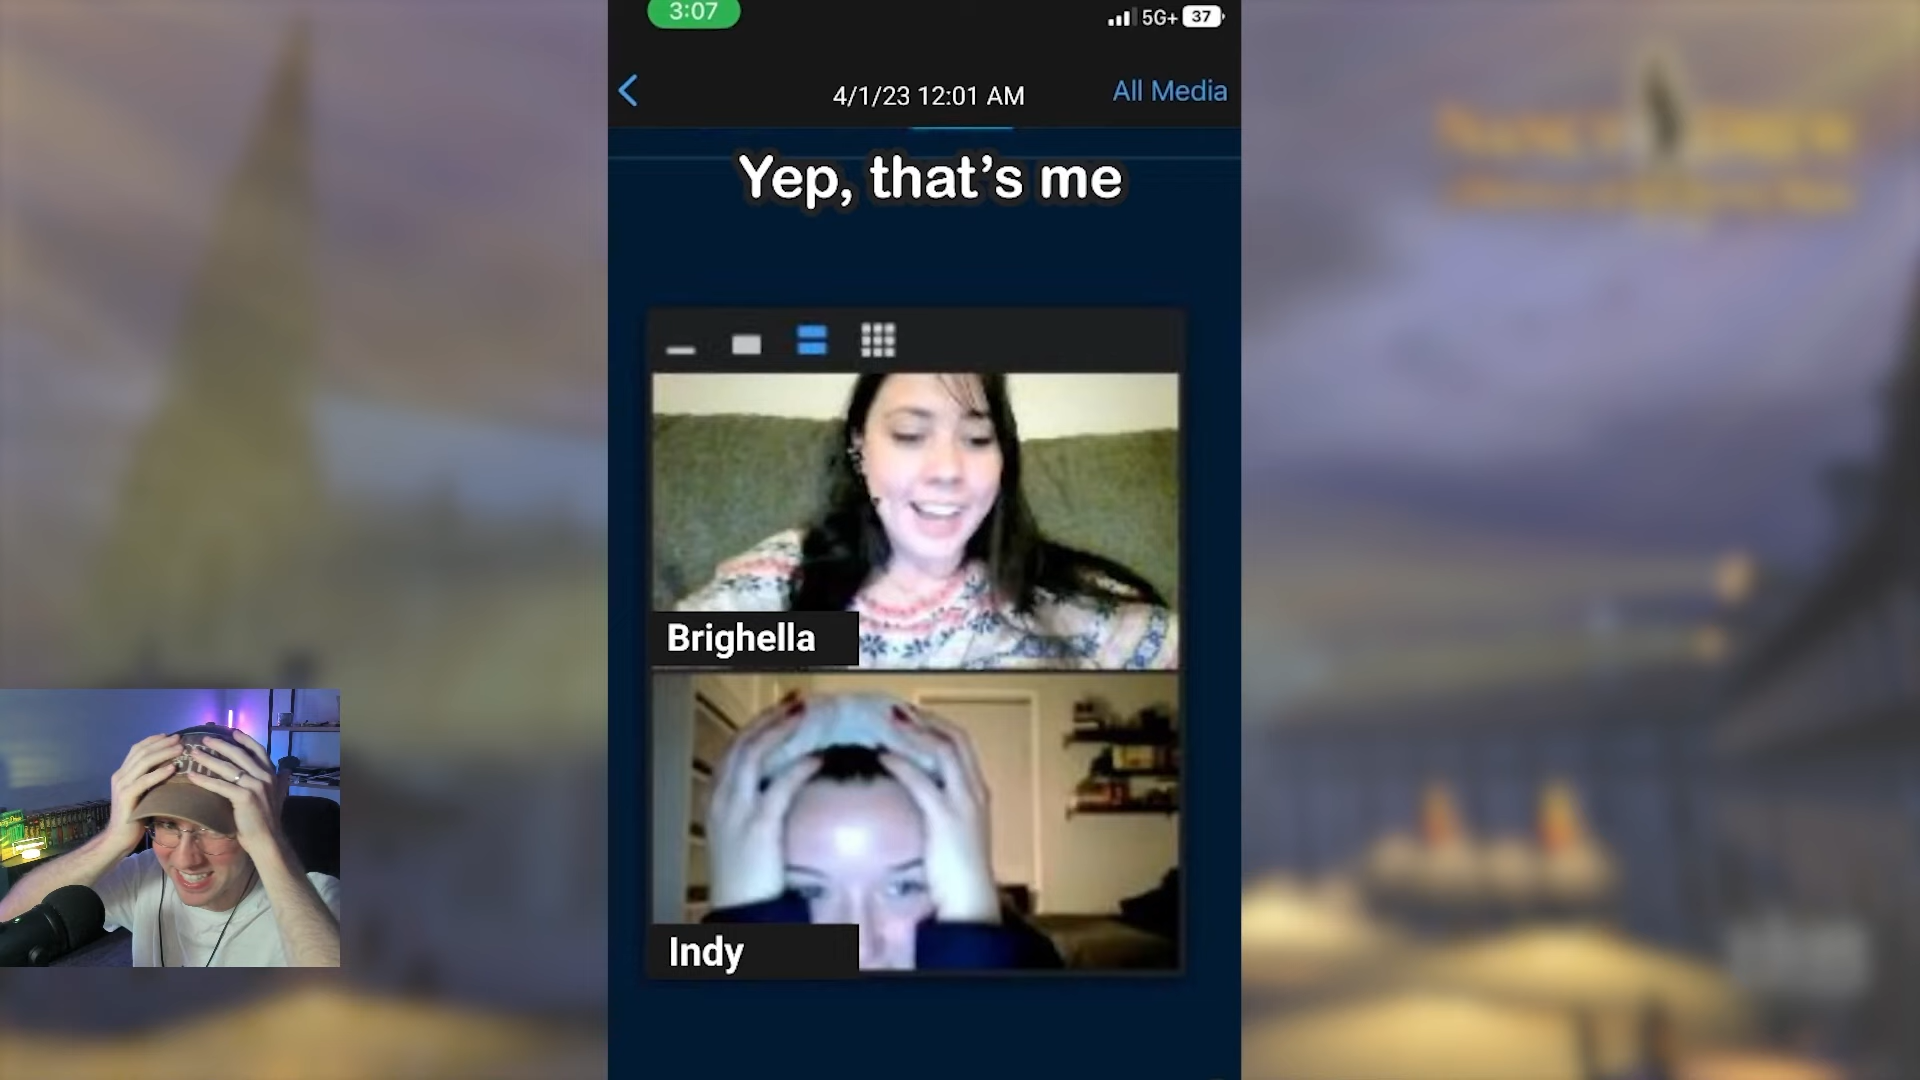 3:07
5G+ 37
4/1/23 12:01 AM
All Media
Yep, that's me
Brighella
Indy